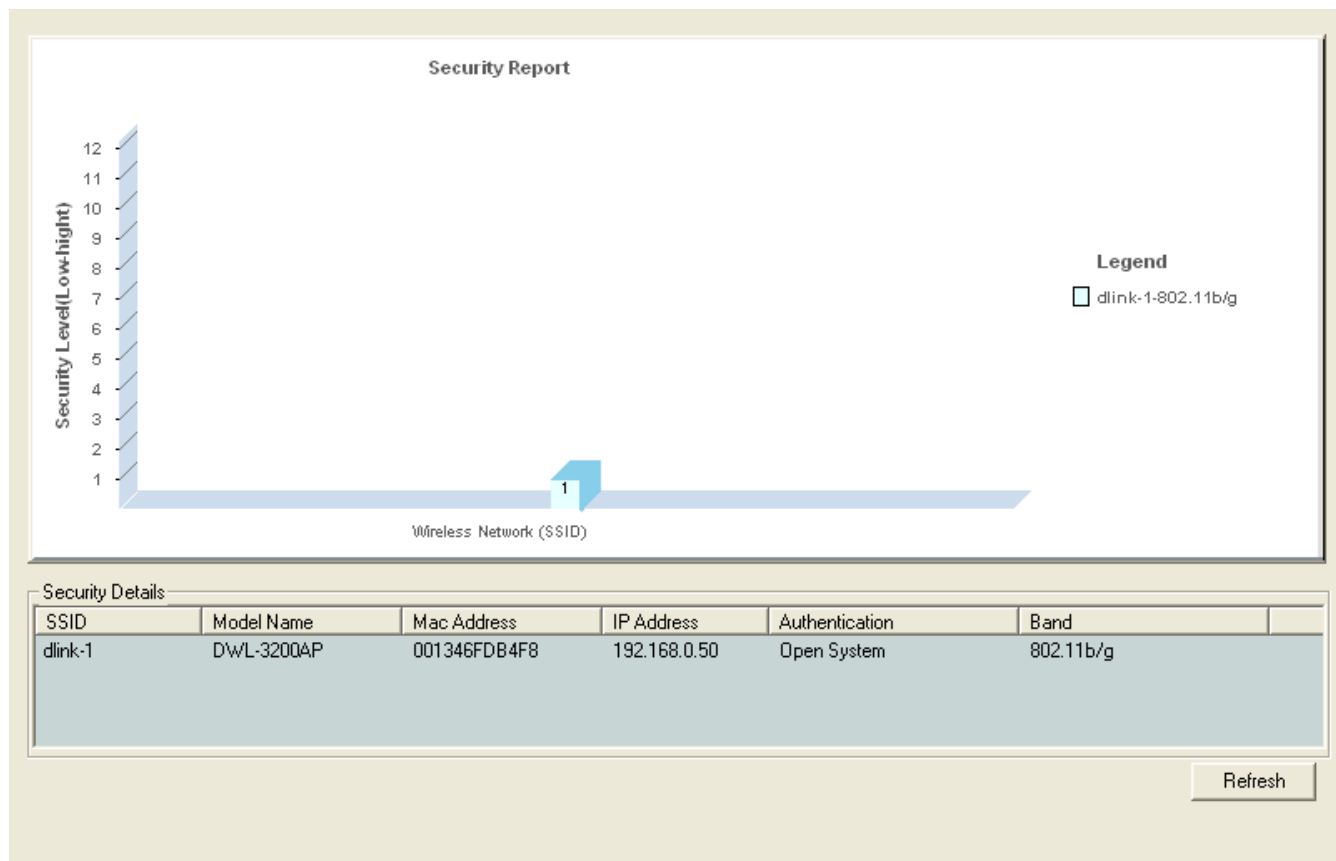 Security Report
12
11
10
9
8
7
6
5
4
3
2
1
Security Level(Low-hight)
1
Wireless Network (SSID)
Legend
dlink-1-802.11b/g
Security Details
SSID Model Name Mac Address IP Address Authentication Band
dlink-1 DWL-3200AP 001346FDB4F8 192.168.0.50 Open System 802.11b/g
Refresh